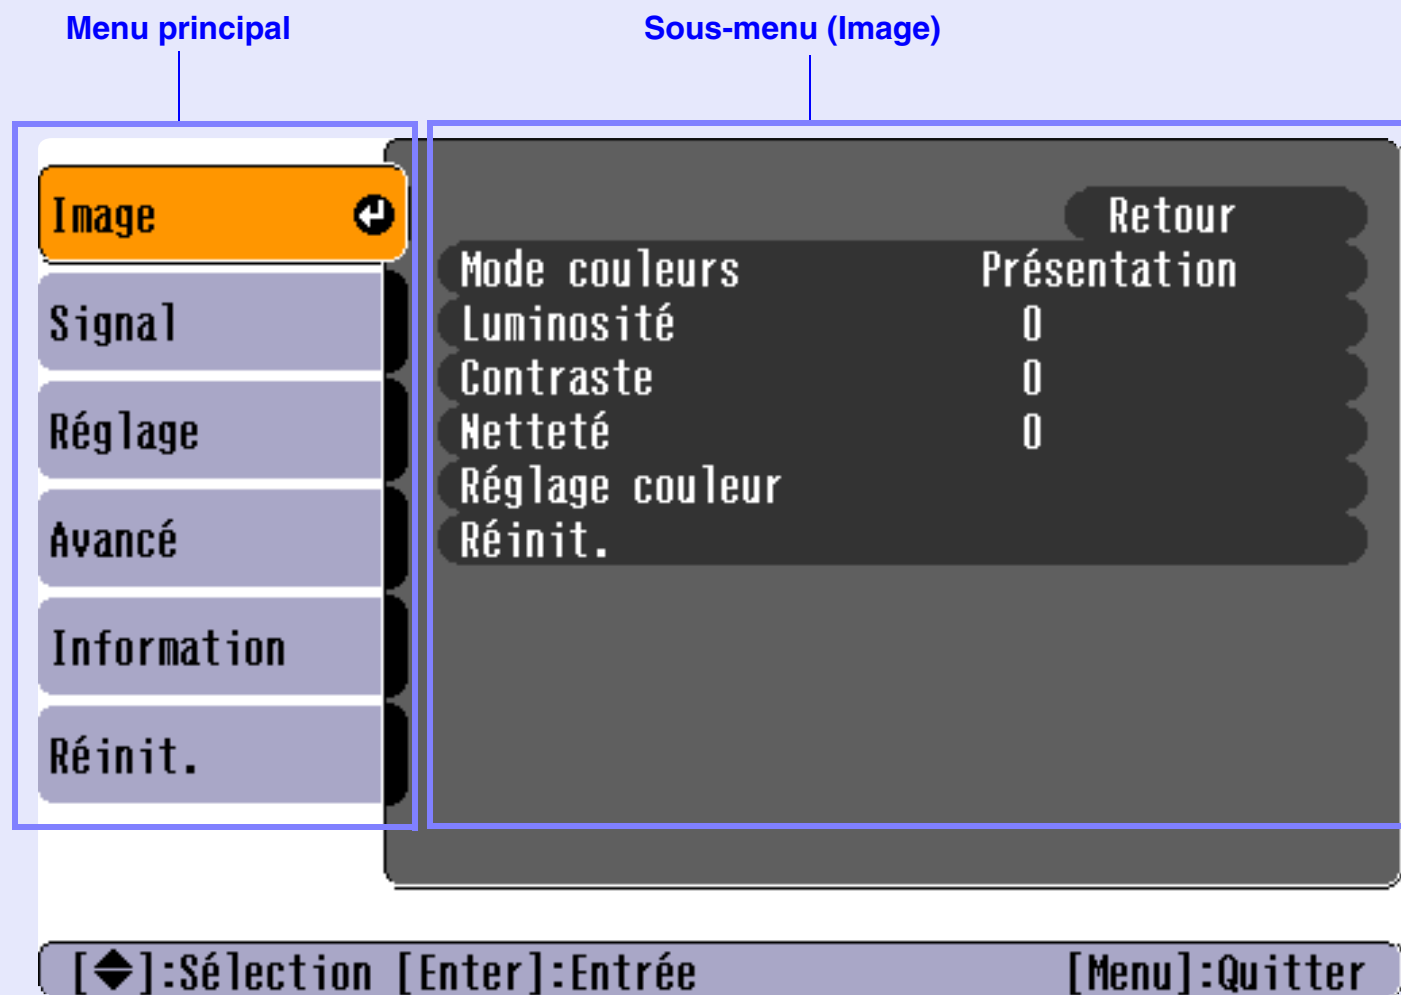 Menu principal
Sous-menu (Image)
Image
Signal
Réglage
Avancé
Information
Réinit.
Retour
Mode couleurs Présentation
Luminosité 0
Contraste 0
Netteté 0
Réglage couleur
Réinit.
[◆]:Sélection [Enter]:Entrée [Menu]:Quitter